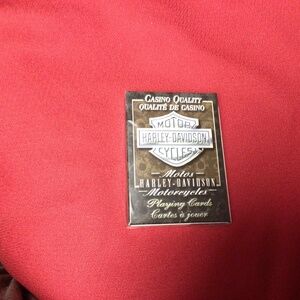 CASINO QUALITY
QUALITÉ DE CASINO
MOTOR
HARLEY-DAVIDSON
CYCLES
Motos
HARLEY-DAVIDSON
Motorcycles
Playing Cards
Cartes à jouer